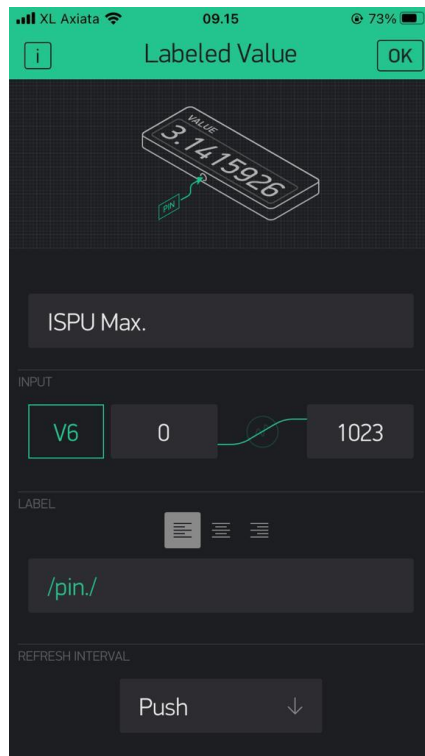 XL Axiata 09.15 73%
i Labeled Value OK
VALUE
3.1415926
PIN
ISPU Max.
INPUT
V6 0 1023
LABEL
/pin./
REFRESH INTERVAL
Push